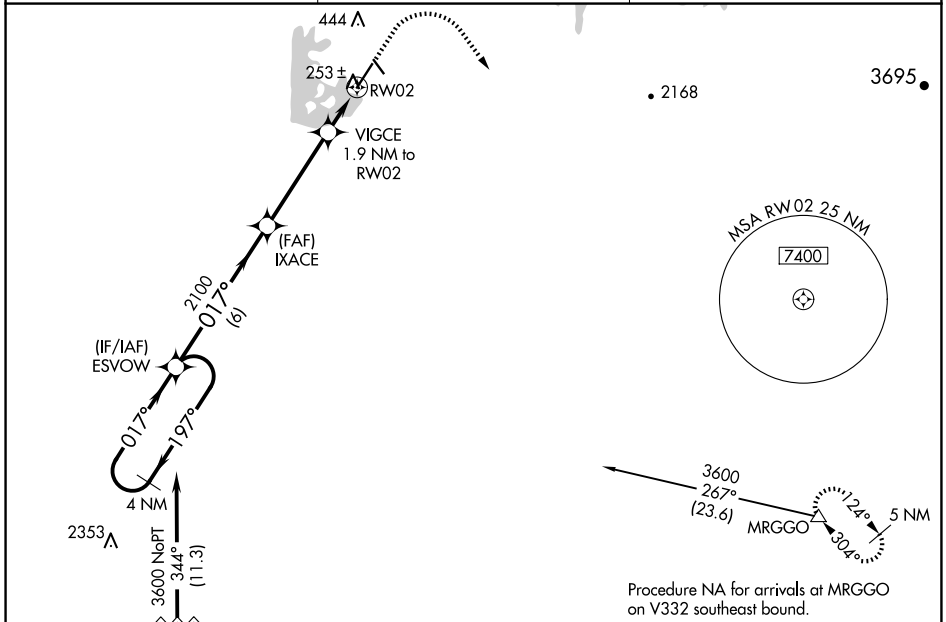 444
253 ±
RW02
VIGCE
1.9 NM to
RW02
2168
3695
(FAF)
IXACE
MSA RW 02 25 NM
7400
2100
017°
(6)
(IF/IAF)
ESVOW
017°
197°
4 NM
2353
3600 NoPT
344°
(11.3)
3600
267°
(23.6)
MRGGO
124°
304°
5 NM
Procedure NA for arrivals at MRGGO
on V332 southeast bound.